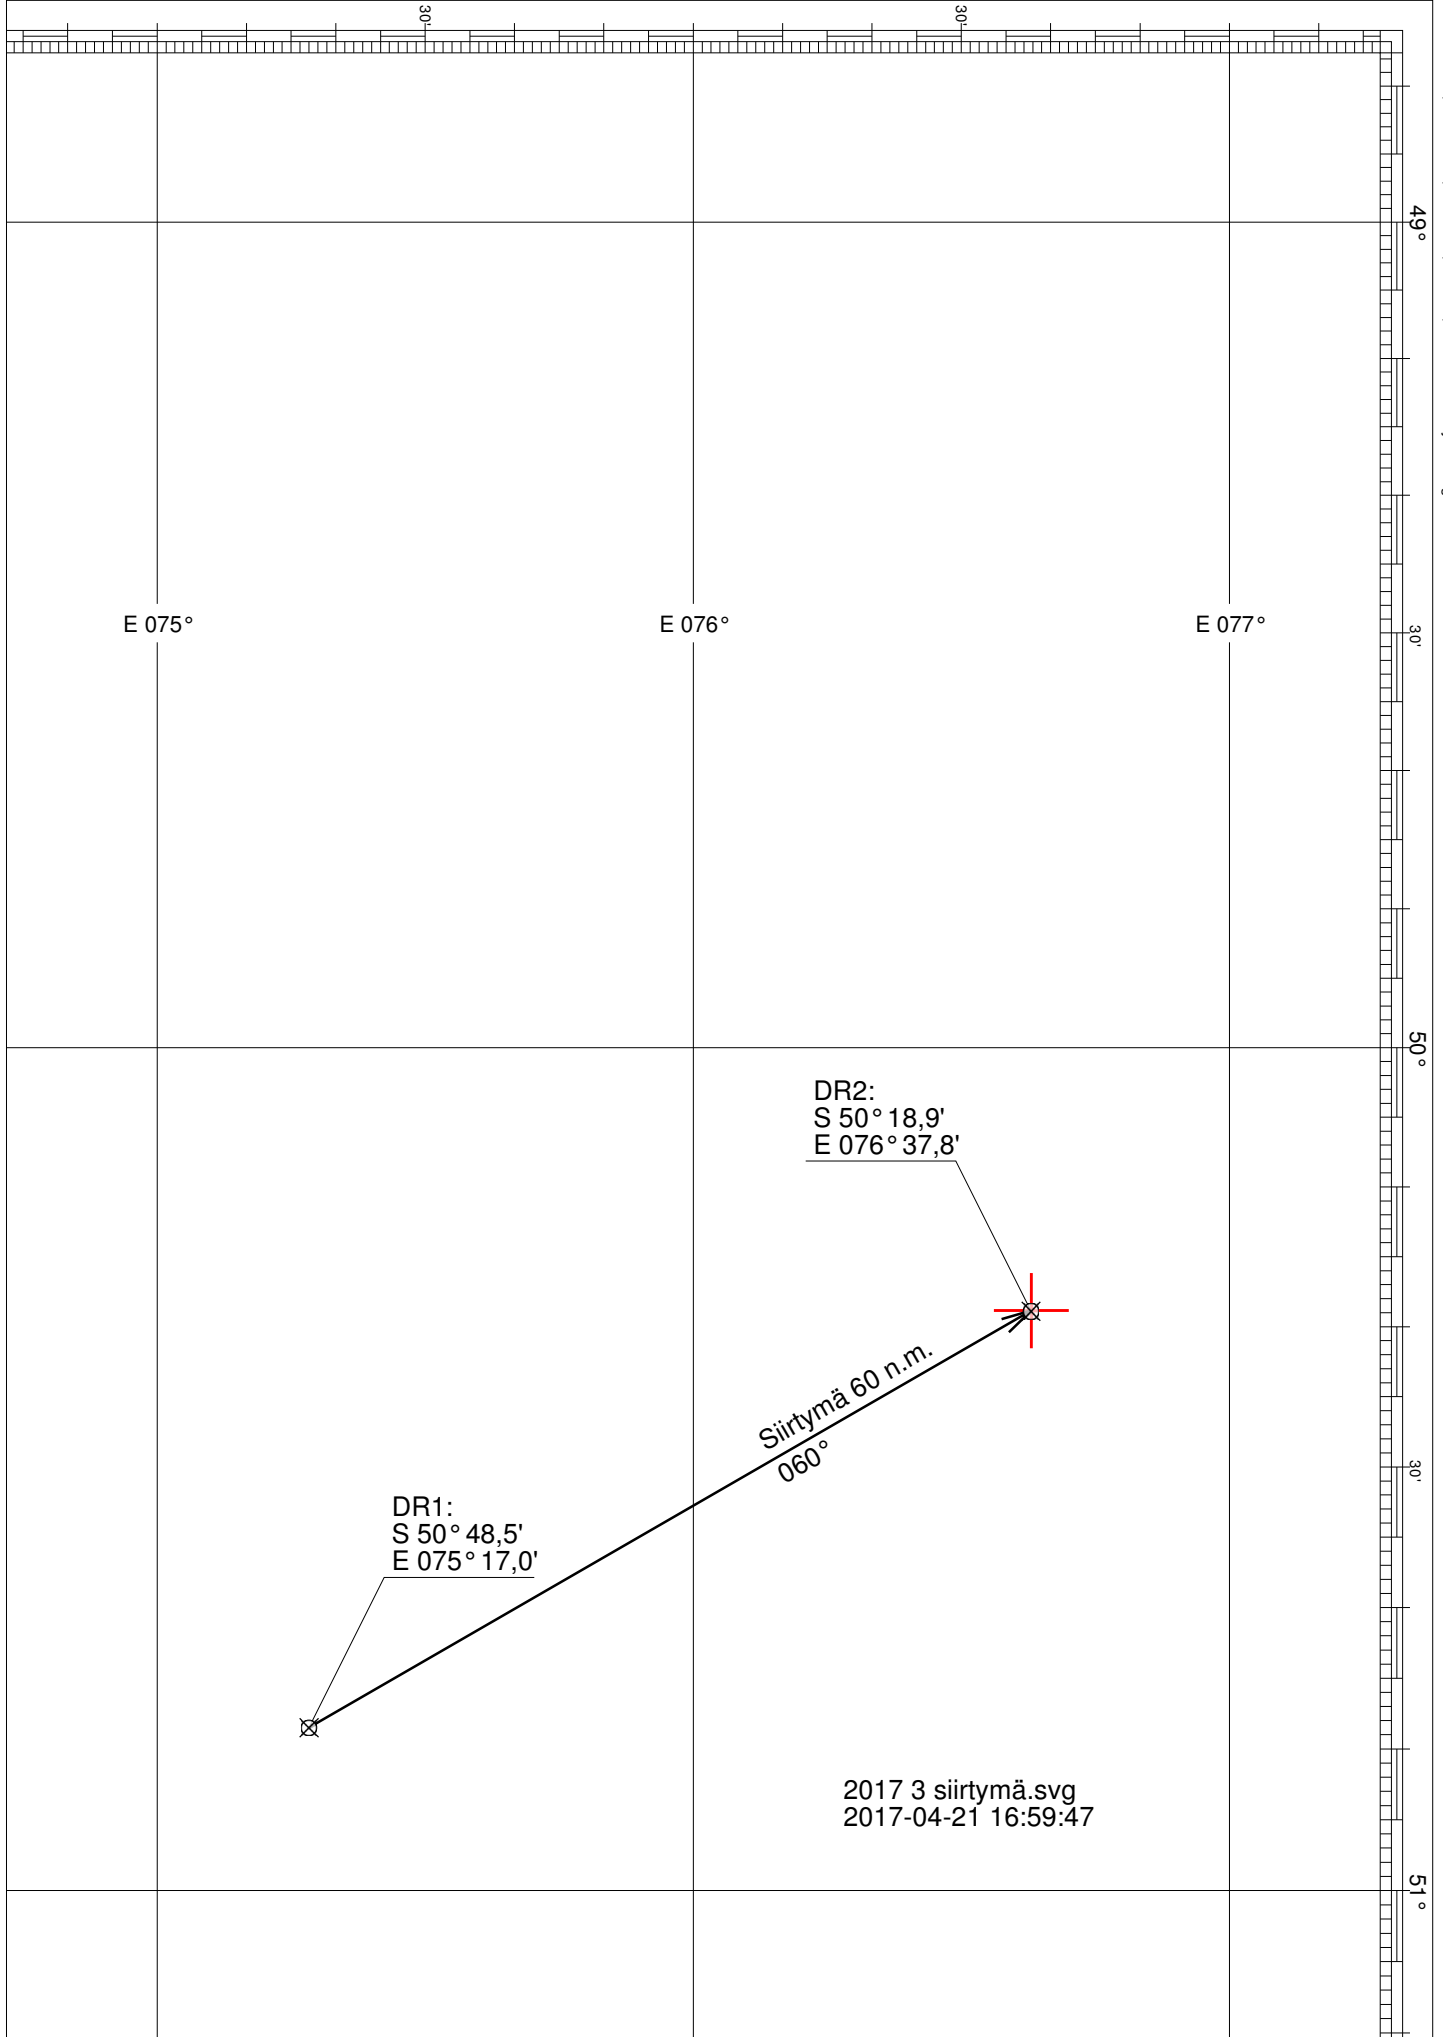 30'
30'
49°
E 075°
E 076°
E 077°
30'
50°
DR2:
S 50° 18,9'
E 076° 37,8'
Siirtymä 60 n.m.
060°
30'
DR1:
S 50° 48,5'
E 075° 17,0'
2017 3 siirtymä.svg
2017-04-21 16:59:47
51°